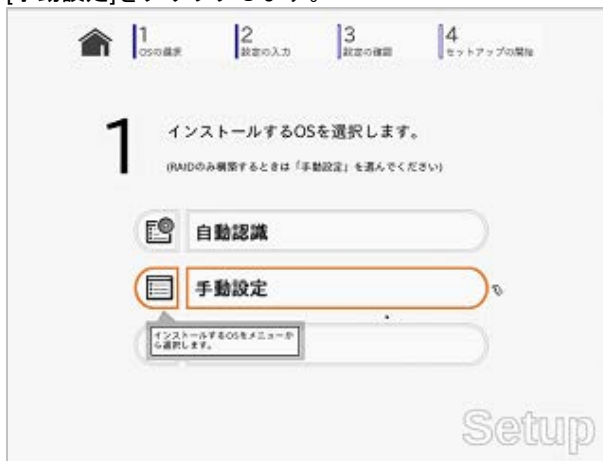 [手動設定]をクリックします。
1
OSの選択
2
設定の入力
3
設定の確認
4
セットアップの開始
1
インストールするOSを選択します。
(RAIDのみ構築するときは「手動設定」を選んでください)
自動認識
手動設定
インストールするOSをメニューか
ら選択します。
Setup